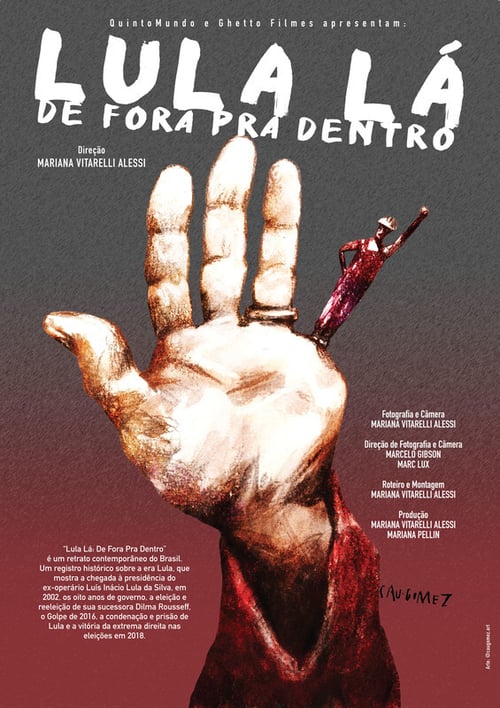 QuintoMundo e Ghetto Filmes apresentam:
LULA LÁ
DE FORA PRA DENTRO
Direção
MARIANA VITARELLI ALESSI
Fotografia e Câmera
MARIANA VITARELLI ALESSI
Direção de Fotografia e Câmera
MARCELO GIBSON
MARC LUX
Roteiro e Montagem
MARIANA VITARELLI ALESSI
Produção
MARIANA VITARELLI ALESSI
MARIANA PELLIN
"Lula Lá: De Fora Pra Dentro"
é um retrato contemporâneo do Brasil.
Um registro histórico sobre a era Lula, que
mostra a chegada à presidência do
ex-operário Luís Inácio Lula da Silva, em
2002, os oito anos de governo, a eleição e
reeleição de sua sucessora Dilma Rousseff,
o Golpe de 2016, a condenação e prisão de
Lula e a vitória da extrema direita nas
eleições em 2018.
CAU·GOMEZ
Arte: @caugomez.art